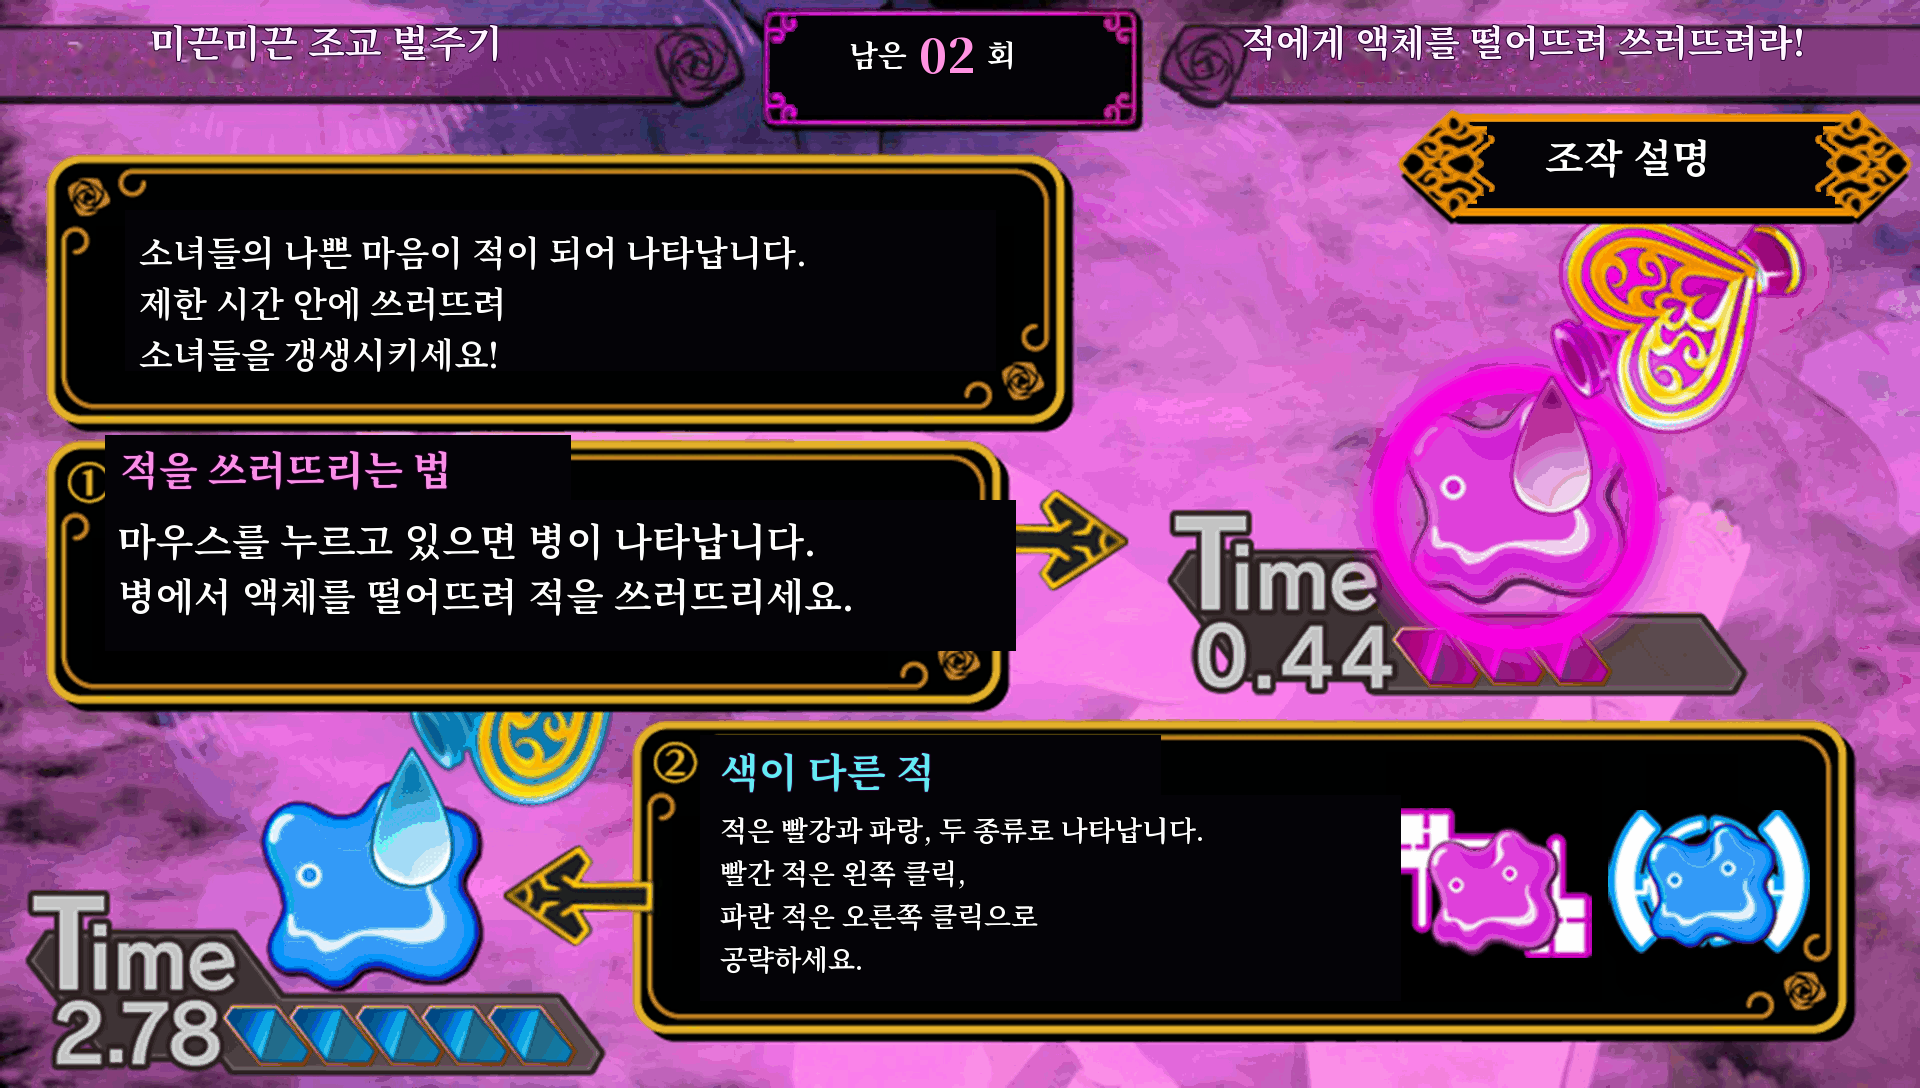 미끈미끈 조교 벌주기
남은 02 회
적에게 액체를 떨어뜨려 쓰러뜨려라!
조작 설명
소녀들의 나쁜 마음이 적이 되어 나타납니다.
제한 시간 안에 쓰러뜨려
소녀들을 갱생시키세요!
① 적을 쓰러뜨리는 법
마우스를 누르고 있으면 병이 나타납니다.
병에서 액체를 떨어뜨려 적을 쓰러뜨리세요.
Time
0.44
② 색이 다른 적
적은 빨강과 파랑, 두 종류로 나타납니다.
빨간 적은 왼쪽 클릭,
파란 적은 오른쪽 클릭으로
공략하세요.
Time
2.78